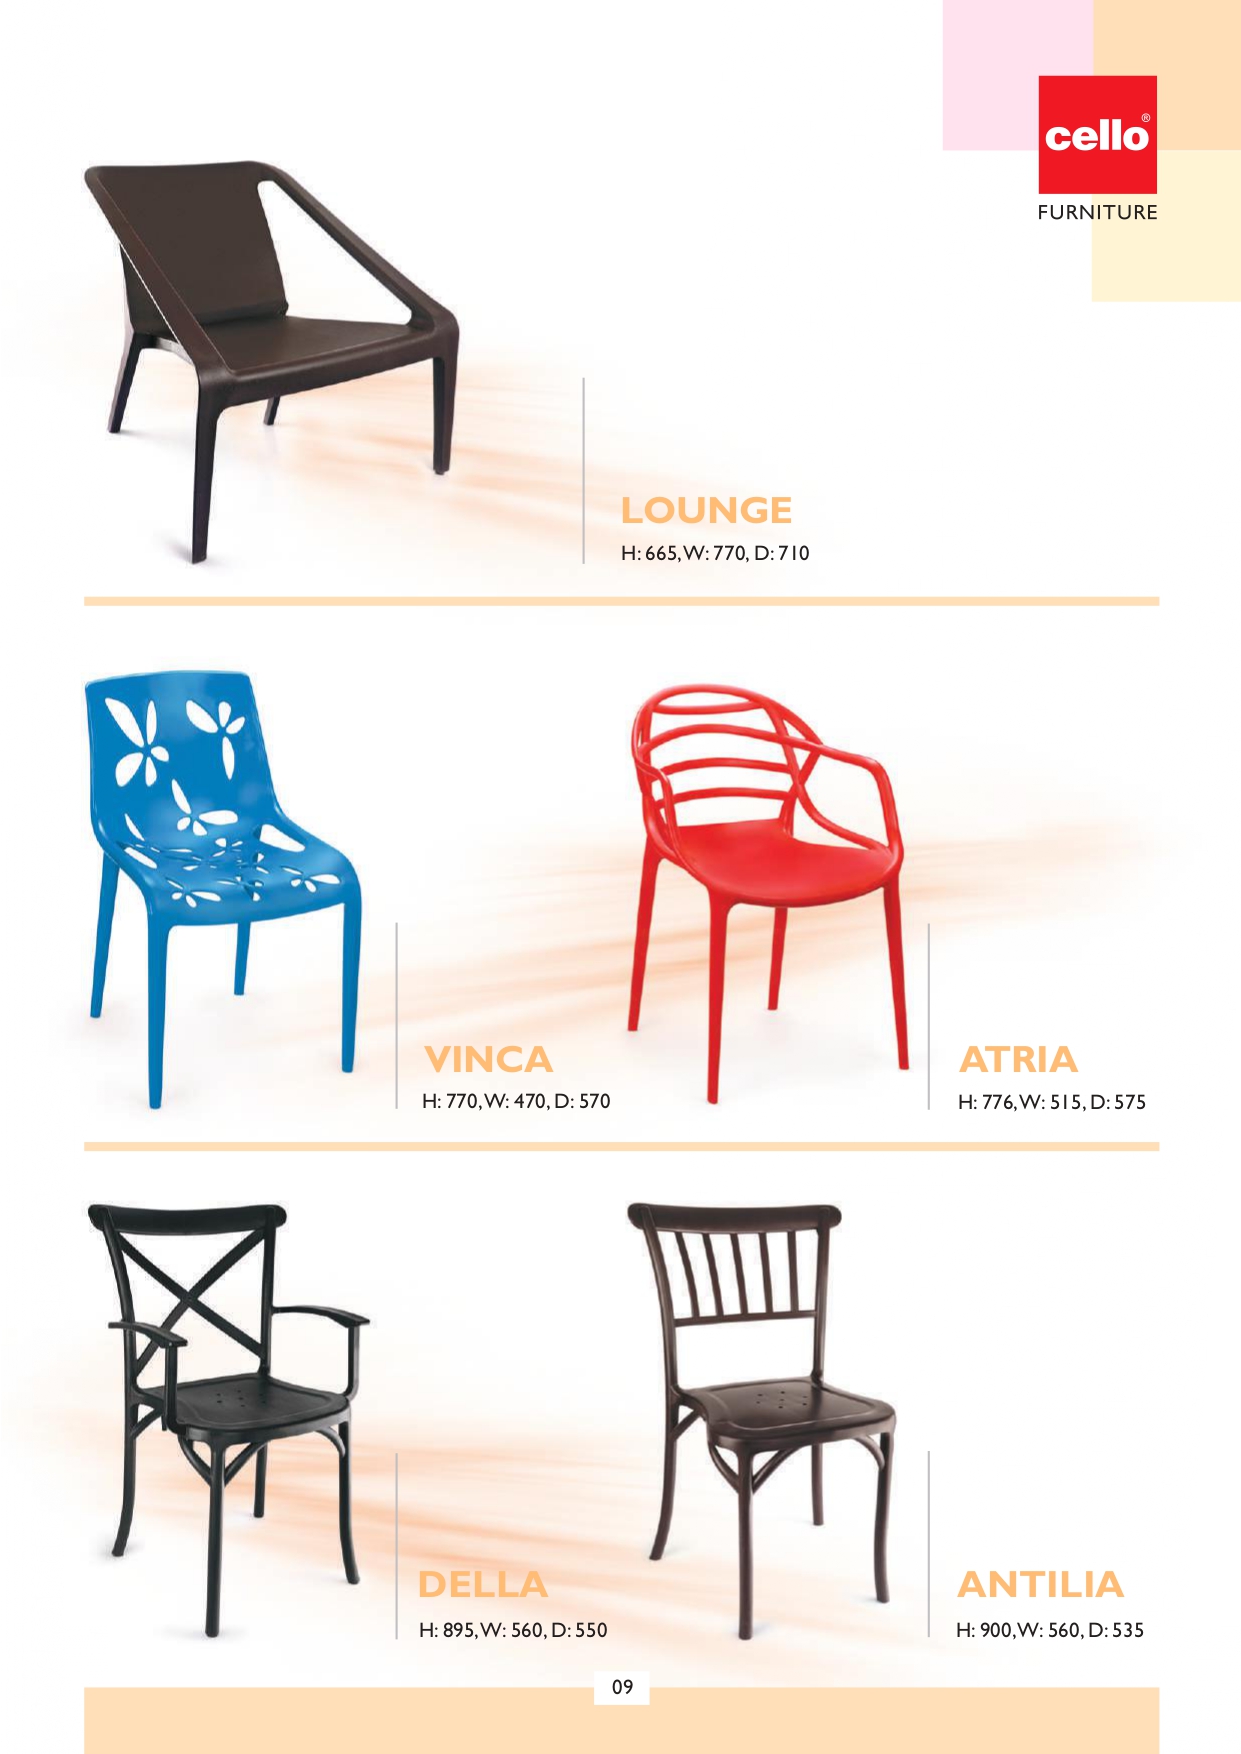 cello®
FURNITURE
LOUNGE
H: 665, W: 770, D: 710
VINCA
H: 770, W: 470, D: 570
ATRIA
H: 776, W: 515, D: 575
DELLA
H: 895, W: 560, D: 550
ANTILIA
H: 900, W: 560, D: 535
09